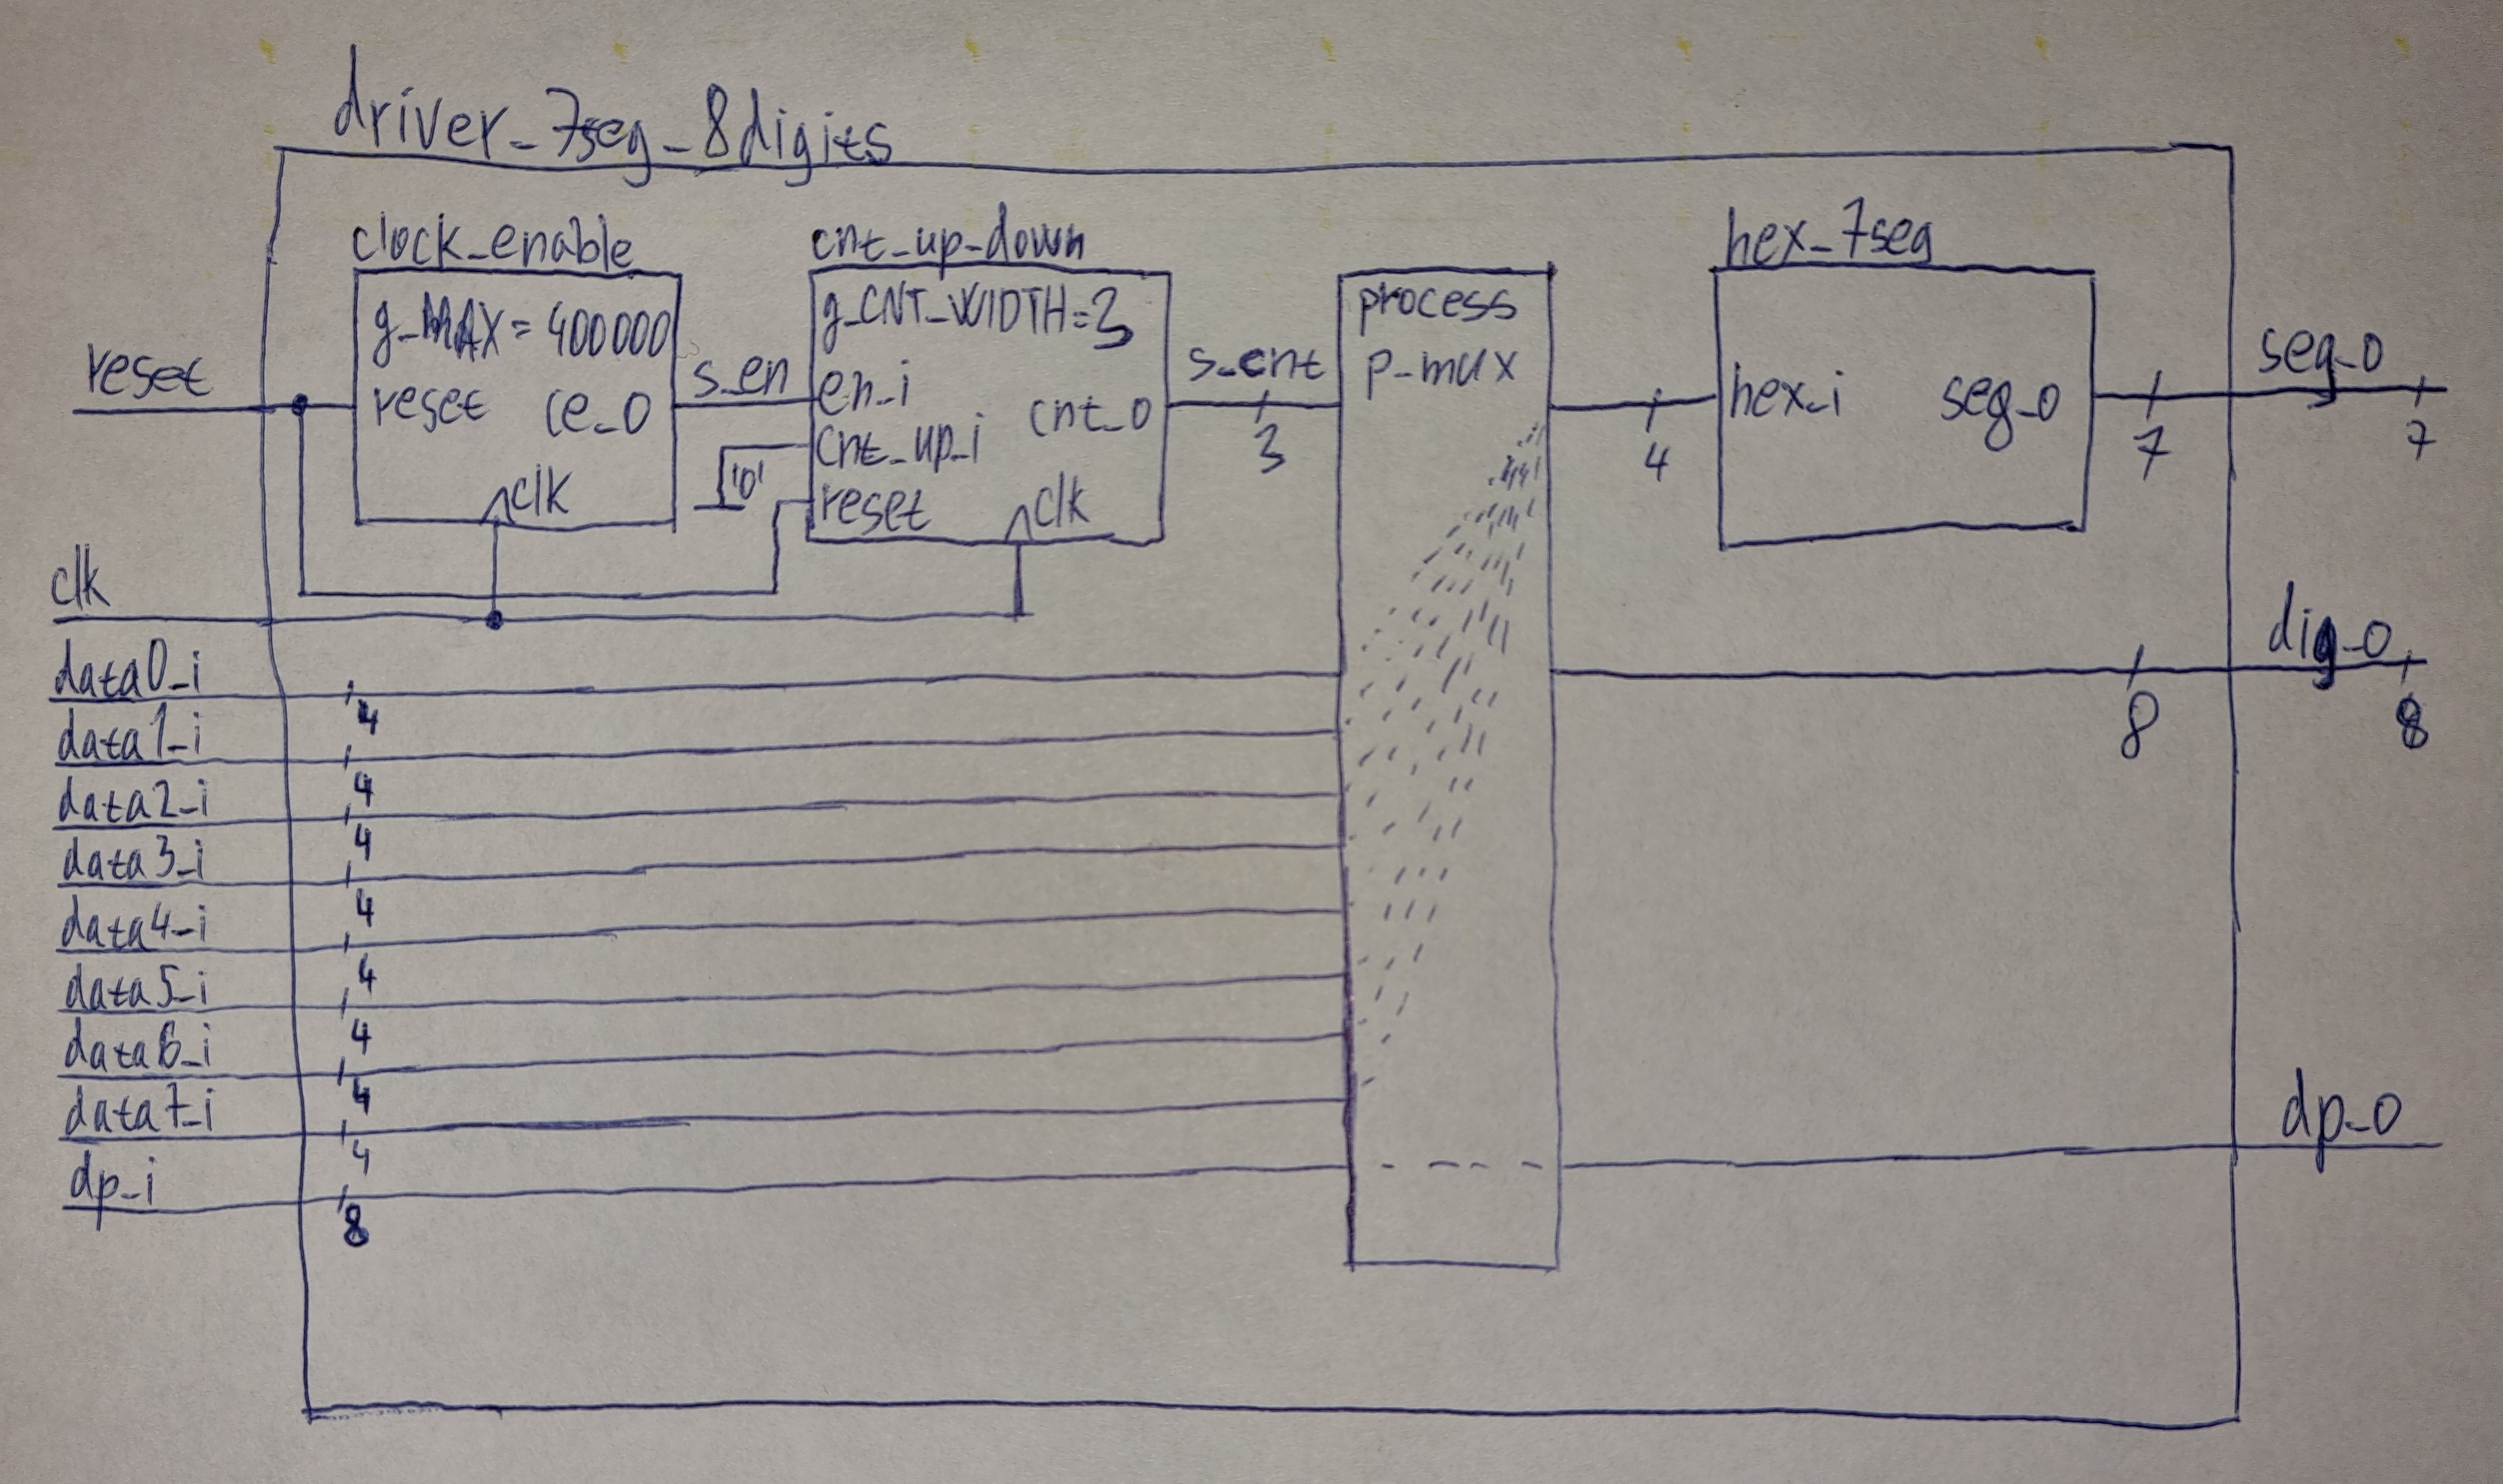 driver_7seg_8digits
clock_enable
g_MAX = 400000
reset ce_o
clk
cnt_up_down
g_CNT_WIDTH=3
en_i
cnt_up_i cnt_o
reset clk
process
p_mux
hex_7seg
hex_i seg_o
reset
s_en
'0'
s_cnt
3
4
7
seg_o
7
clk
data0_i
4
data1_i
4
data2_i
4
data3_i
4
data4_i
4
data5_i
4
data6_i
4
data7_i
4
dp_i
8
8
dig_o
8
dp_o